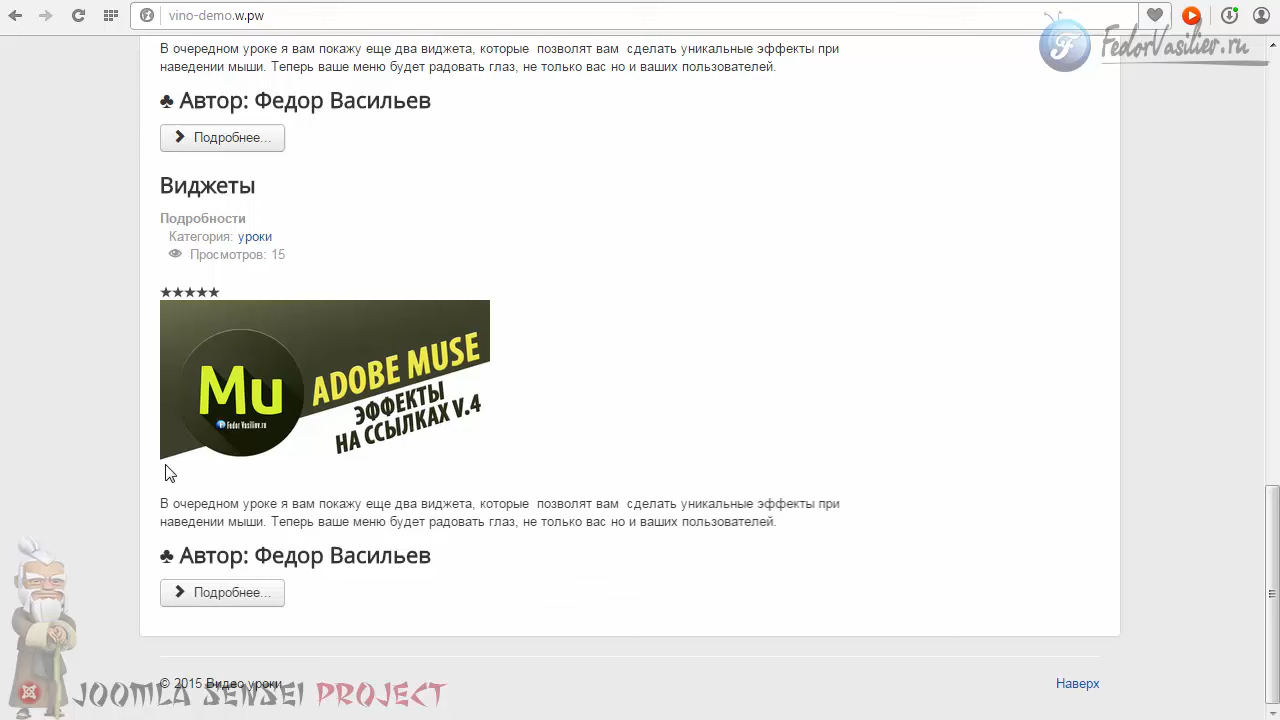 vino-demo.w.pw
FedorVasiliev.ru
В очередном уроке я вам покажу еще два виджета, которые позволят вам сделать уникальные эффекты при
наведении мыши. Теперь ваше меню будет радовать глаз, не только вас но и ваших пользователей.
♣ Автор: Федор Васильев
Подробнее...
Виджеты
Подробности
Категория: уроки
Просмотров: 15
★★★★★
Mu
Fedor Vasiliev.ru
ADOBE MUSE
ЭФФЕКТЫ
НА ССЫЛКАХ V.4
В очередном уроке я вам покажу еще два виджета, которые позволят вам сделать уникальные эффекты при
наведении мыши. Теперь ваше меню будет радовать глаз, не только вас но и ваших пользователей.
♣ Автор: Федор Васильев
Подробнее...
© 2015 Видео уроки
Наверх
JOOMLA SENSEI PROJECT